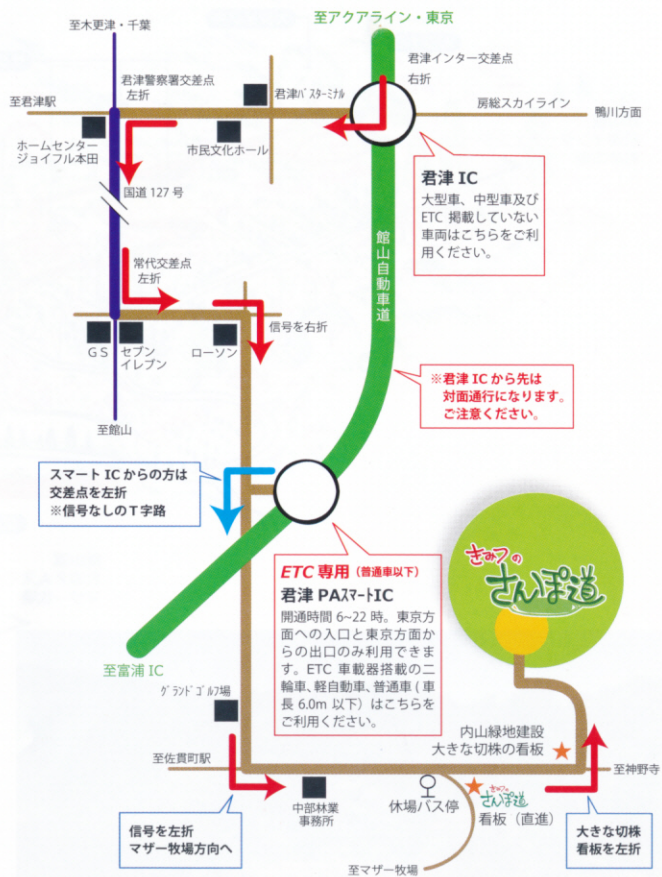 至アクアライン・東京
至木更津・千葉
君津インター交差点
右折
君津警察署交差点
左折
君津ﾊﾞｽﾀｰﾐﾅﾙ
至君津駅
房総スカイライン
鴨川方面
ホームセンター
ジョイフル本田
市民文化ホール
君津 IC
大型車、中型車及び
ETC 掲載していない
車両はこちらをご利
用ください。
国道 127 号
館山自動車道
常代交差点
左折
信号を右折
GS
セブン
イレブン
ローソン
※君津 IC から先は
対面通行になります。
ご注意ください。
至館山
スマート IC からの方は
交差点を左折
※信号なしのT字路
きみつの
さんぽ道
ETC 専用 (普通車以下)
君津 PAｽﾏｰﾄIC
開通時間 6~22 時。東京方
面への入口と東京方面か
らの出口のみ利用できま
す。ETC 車載器搭載の二
輪車、軽自動車、普通車 ( 車
長 6.0m 以下 ) はこちらを
ご利用ください。
至富浦 IC
ｸﾞﾗﾝﾄﾞｺﾞﾙﾌ場
内山緑地建設
大きな切株の看板
至佐貫町駅
至神野寺
中部林業
事務所
休場バス停
きみつの
さんぽ道
看板（直進）
信号を左折
マザー牧場方向へ
大きな切株
看板を左折
至マザー牧場